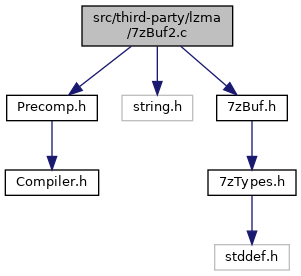 src/third-party/lzma
/7zBuf2.c
Precomp.h
string.h
7zBuf.h
Compiler.h
7zTypes.h
stddef.h